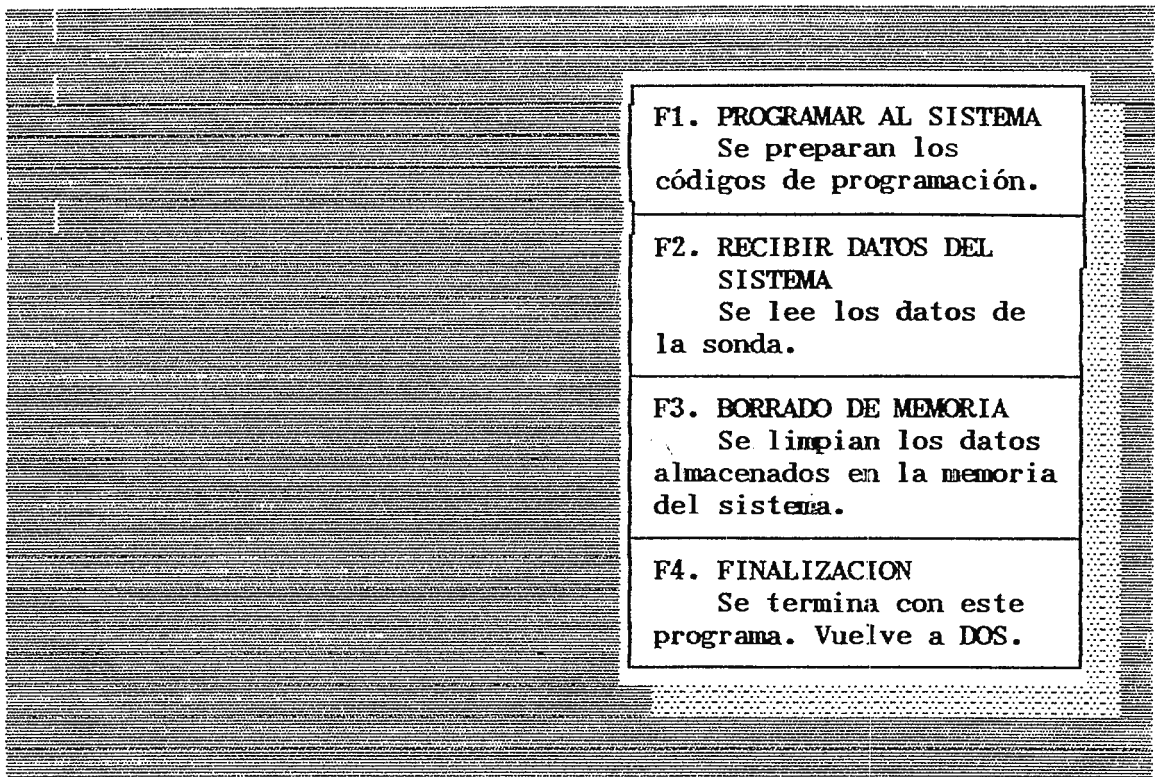 F1. PROGRAMAR AL SISTEMA
Se preparan los
códigos de programación.
F2. RECIBIR DATOS DEL
SISTEMA
Se lee los datos de
la sonda.
F3. BORRADO DE MEMORIA
Se limpian los datos
almacenados en la memoria
del sistema.
F4. FINALIZACION
Se termina con este
programa. Vuelve a DOS.